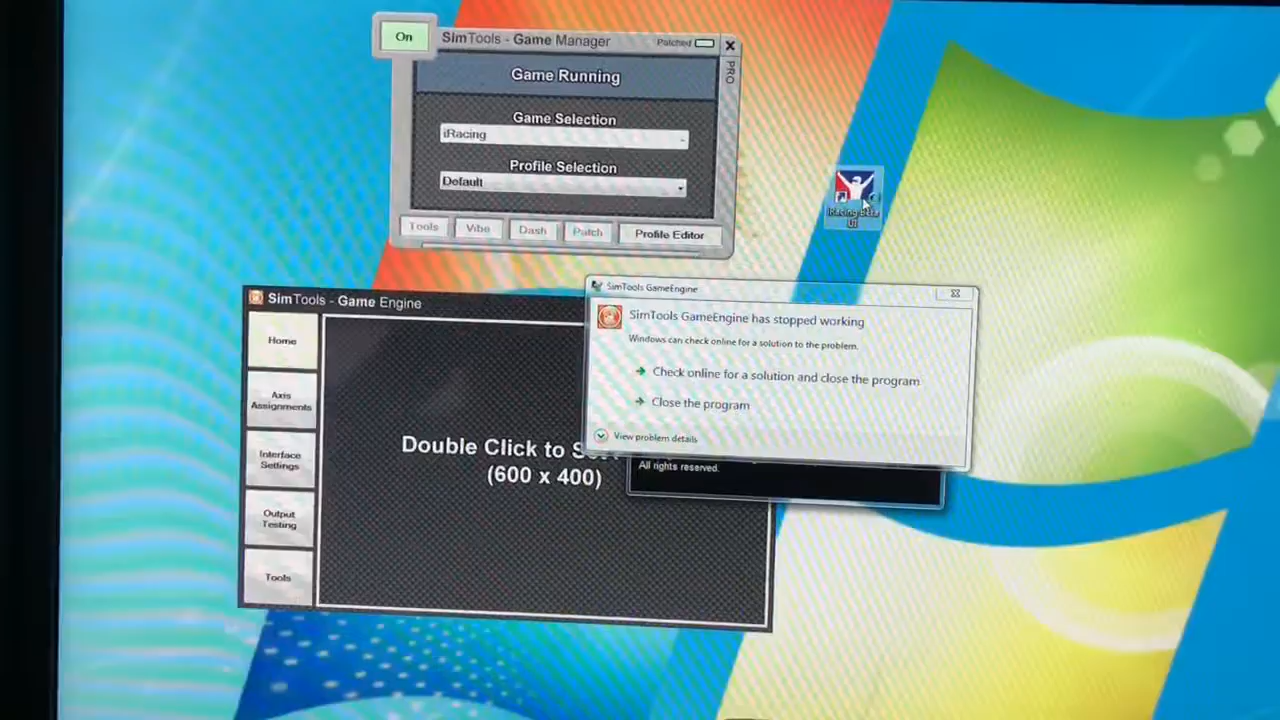 On
SimTools - Game Manager
Patched
PRO
Game Running
Game Selection
iRacing
Profile Selection
Default
Tools
Vibe
Dash
Patch
Profile Editor
iRacing Beta
UI
SimTools - Game Engine
Home
Axis
Assignments
Interface
Settings
Output
Testing
Tools
Double Click to
(600 x 400)
SimTools GameEngine
SimTools GameEngine has stopped working
Windows can check online for a solution to the problem.
Check online for a solution and close the program
Close the program
View problem details
All rights reserved.